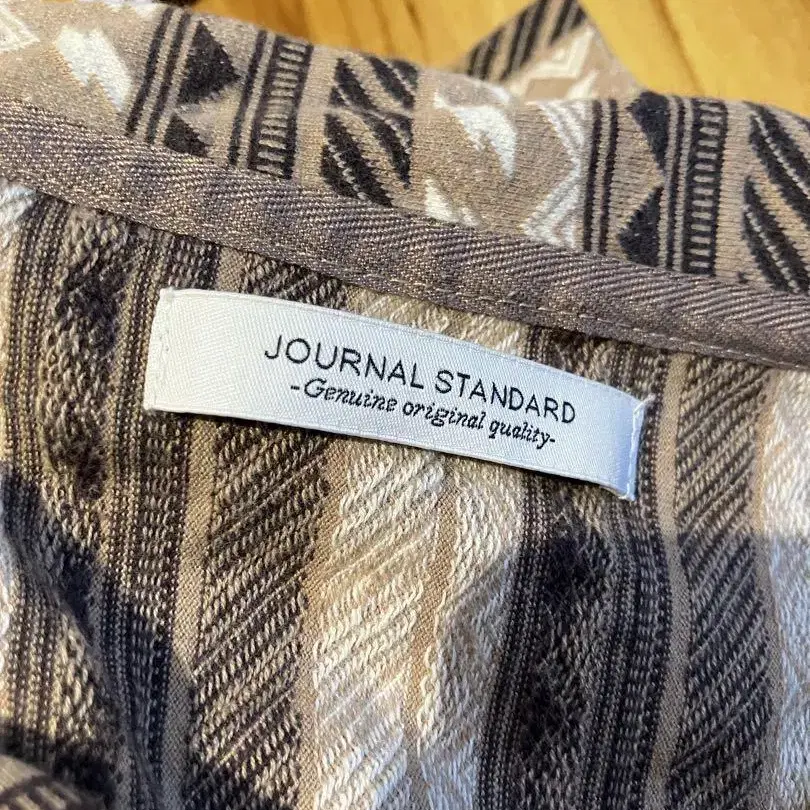 JOURNAL STANDARD
-Genuine original quality-